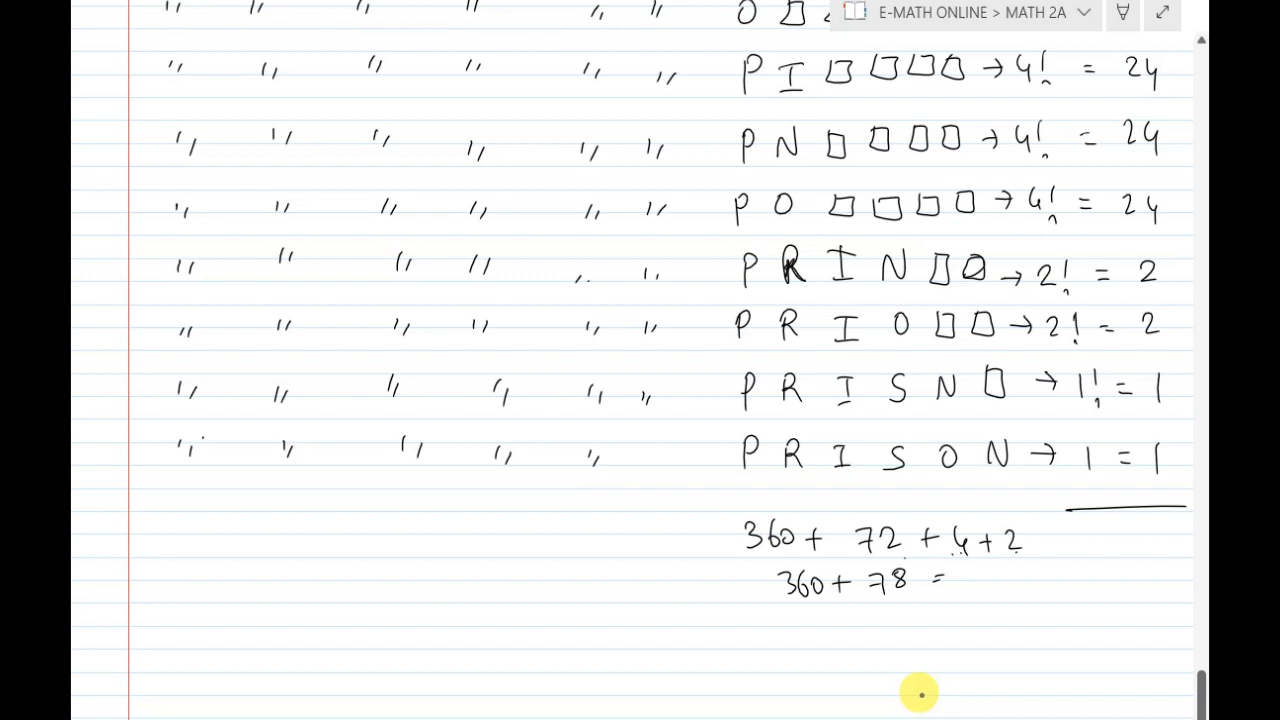 E-MATH ONLINE > MATH 2A
" " " " " " O □
" " " " " " P I □ □ □ □ → 4! = 24
" " " " " " P N □ □ □ □ → 4! = 24
" " " " " " P O □ □ □ □ → 4! = 24
" " " " " " P R I N □ □ → 2! = 2
" " " " " " P R I O □ □ → 2! = 2
" " " " " " P R I S N □ → 1! = 1
" " " " " P R I S O N → 1 = 1
360 + 72 + 4 + 2
360 + 78 =